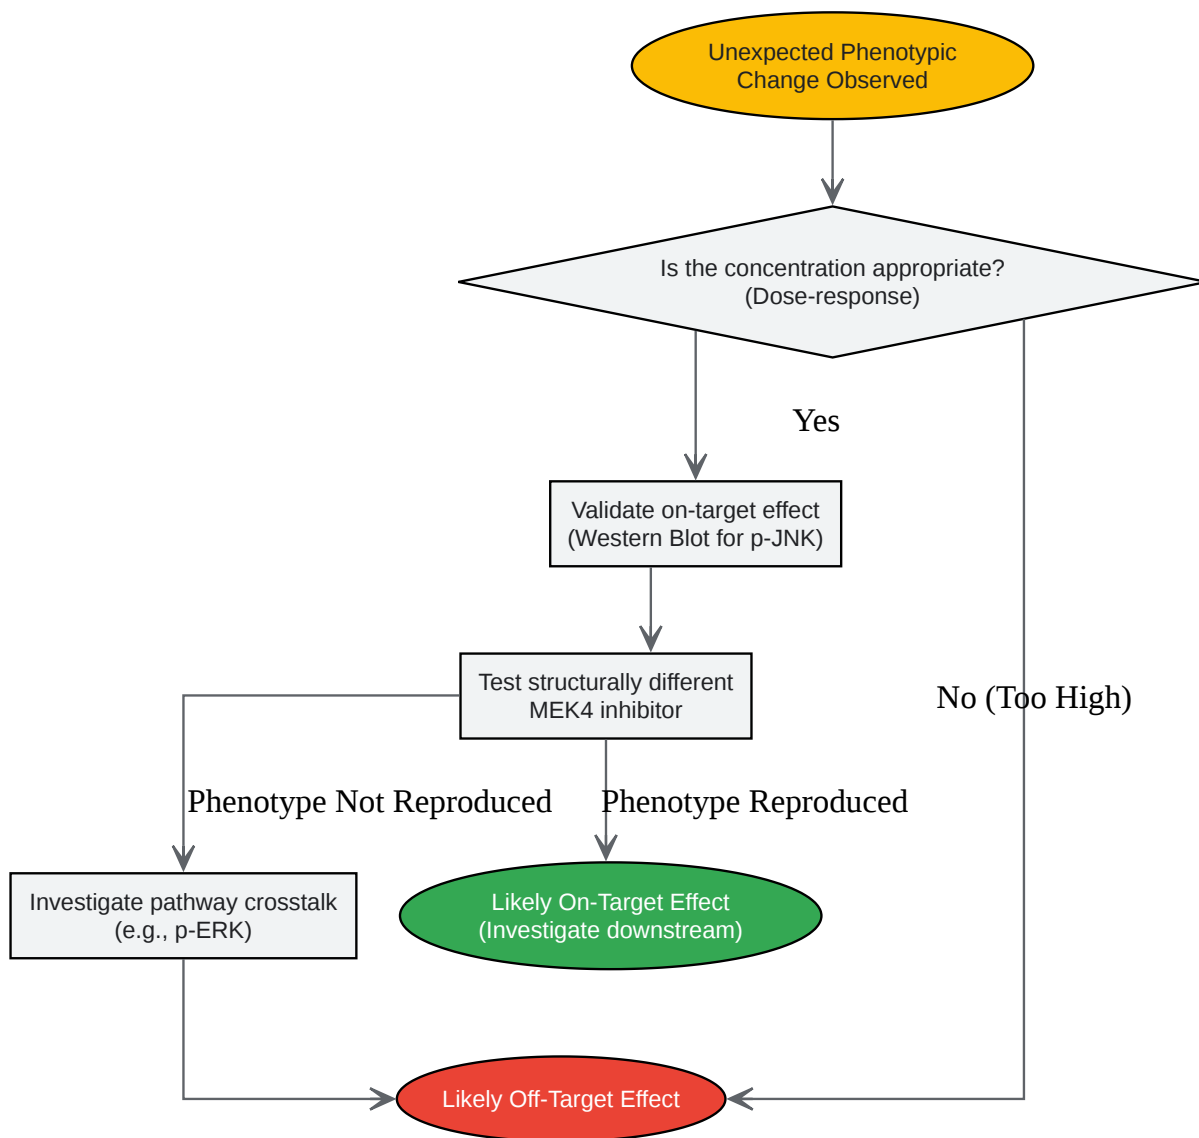 Unexpected Phenotypic
Change Observed
Is the concentration appropriate?
(Dose-response)
Yes
Validate on-target effect
(Western Blot for p-JNK)
Test structurally different
MEK4 inhibitor
No (Too High)
Phenotype Not Reproduced
Phenotype Reproduced
Investigate pathway crosstalk
(e.g., p-ERK)
Likely On-Target Effect
(Investigate downstream)
Likely Off-Target Effect